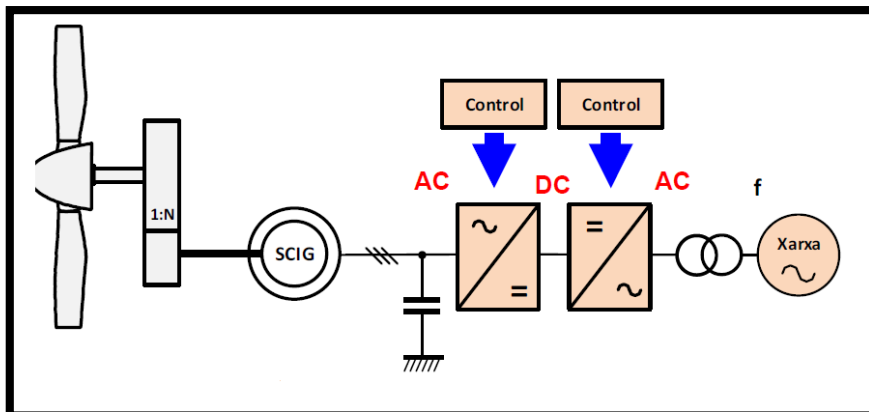 Control
Control
AC
DC
AC
f
1:N
SCIG
Xarxa